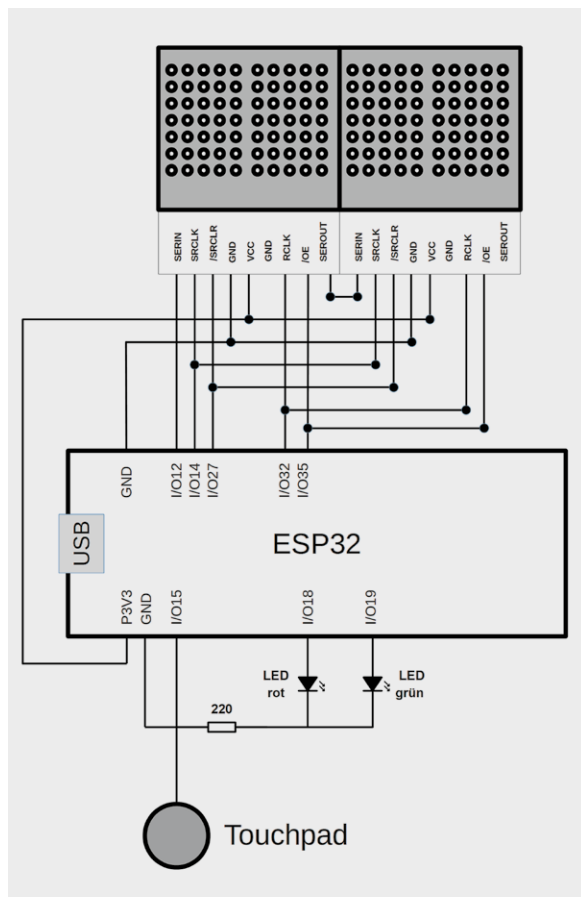 SERIN SRCLK /SRCLR GND VCC GND RCLK /OE SEROUT SERIN SRCLK /SRCLR GND VCC GND RCLK /OE SEROUT
GND I/O12 I/O14 I/O27 I/O32 I/O35
USB
ESP32
P3V3 GND I/O15 I/O18 I/O19
LED
rot
LED
grün
220
Touchpad